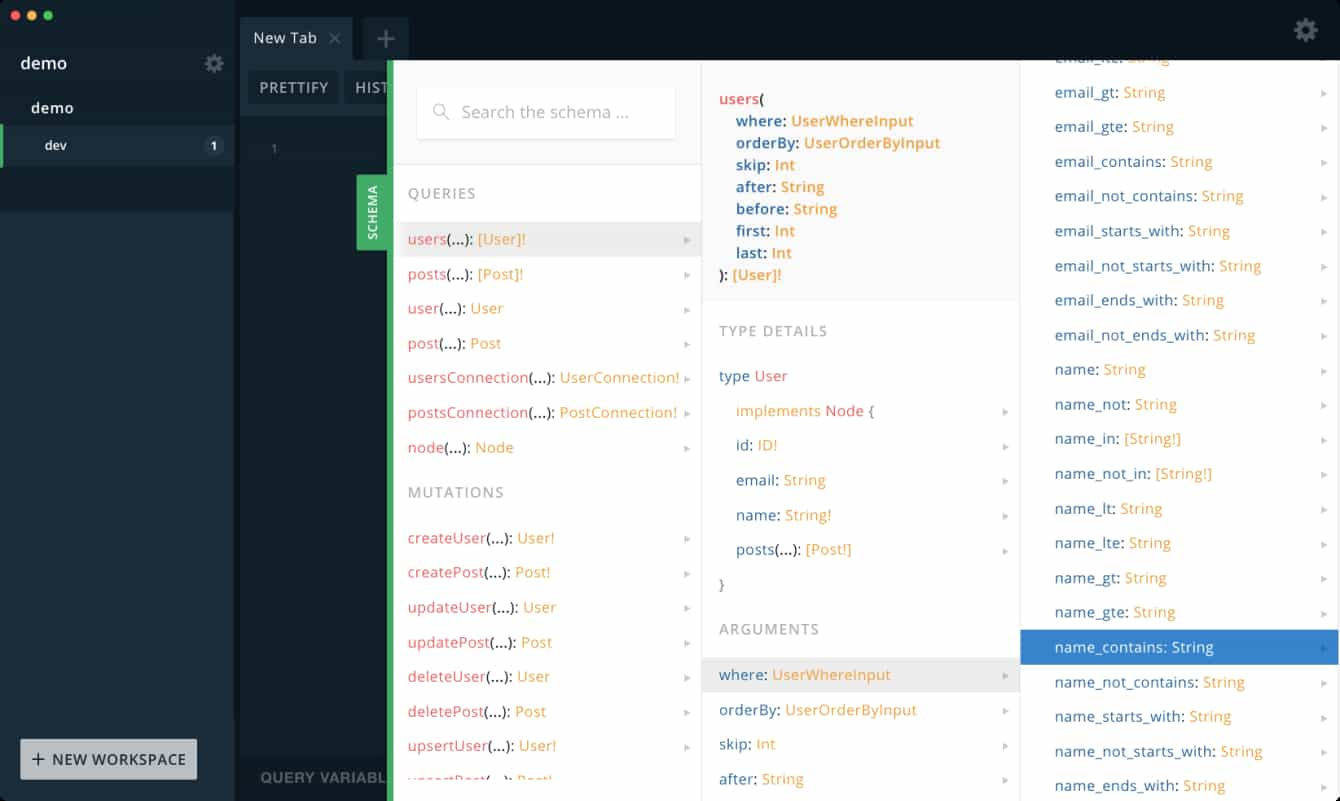 demo
demo
dev 1
+ NEW WORKSPACE
New Tab
PRETTIFY HIST
1
QUERY VARIABL
SCHEMA
Search the schema ...
QUERIES
users(...): [User]!
posts(...): [Post]!
user(...): User
post(...): Post
usersConnection(...): UserConnection!
postsConnection(...): PostConnection!
node(...): Node
MUTATIONS
createUser(...): User!
createPost(...): Post!
updateUser(...): User
updatePost(...): Post
deleteUser(...): User
deletePost(...): Post
upsertUser(...): User!
upsertPost(...): Post!
users(
where: UserWhereInput
orderBy: UserOrderByInput
skip: Int
after: String
before: String
first: Int
last: Int
): [User]!
TYPE DETAILS
type User
implements Node {
id: ID!
email: String
name: String!
posts(...): [Post!]
}
ARGUMENTS
where: UserWhereInput
orderBy: UserOrderByInput
skip: Int
after: String
email_lte: String
email_gt: String
email_gte: String
email_contains: String
email_not_contains: String
email_starts_with: String
email_not_starts_with: String
email_ends_with: String
email_not_ends_with: String
name: String
name_not: String
name_in: [String!]
name_not_in: [String!]
name_lt: String
name_lte: String
name_gt: String
name_gte: String
name_contains: String
name_not_contains: String
name_starts_with: String
name_not_starts_with: String
name_ends_with: String